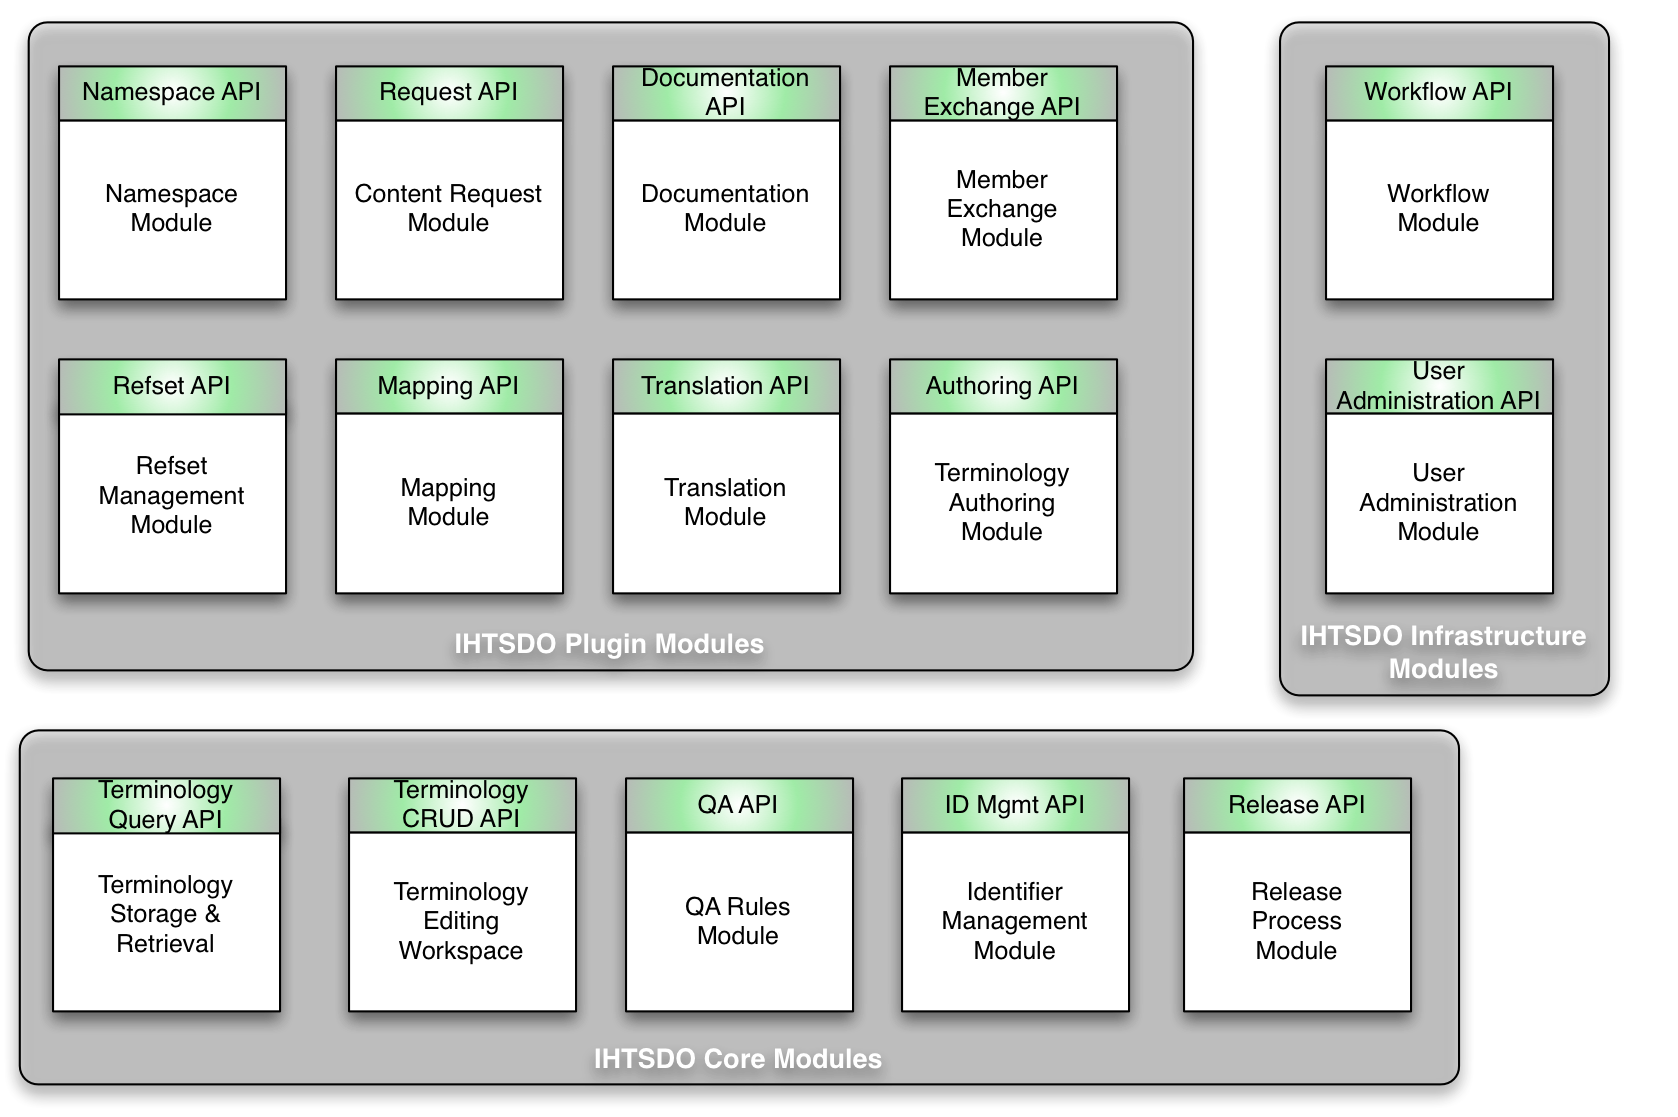 Namespace API
Namespace
Module
Request API
Content Request
Module
Documentation
API
Documentation
Module
Member
Exchange API
Member
Exchange
Module
Refset API
Refset
Management
Module
Mapping API
Mapping
Module
Translation API
Translation
Module
Authoring API
Terminology
Authoring
Module
IHTSDO Plugin Modules
Workflow API
Workflow
Module
User
Administration API
User
Administration
Module
IHTSDO Infrastructure
Modules
Terminology
Query API
Terminology
Storage &
Retrieval
Terminology
CRUD API
Terminology
Editing
Workspace
QA API
QA Rules
Module
ID Mgmt API
Identifier
Management
Module
Release API
Release
Process
Module
IHTSDO Core Modules